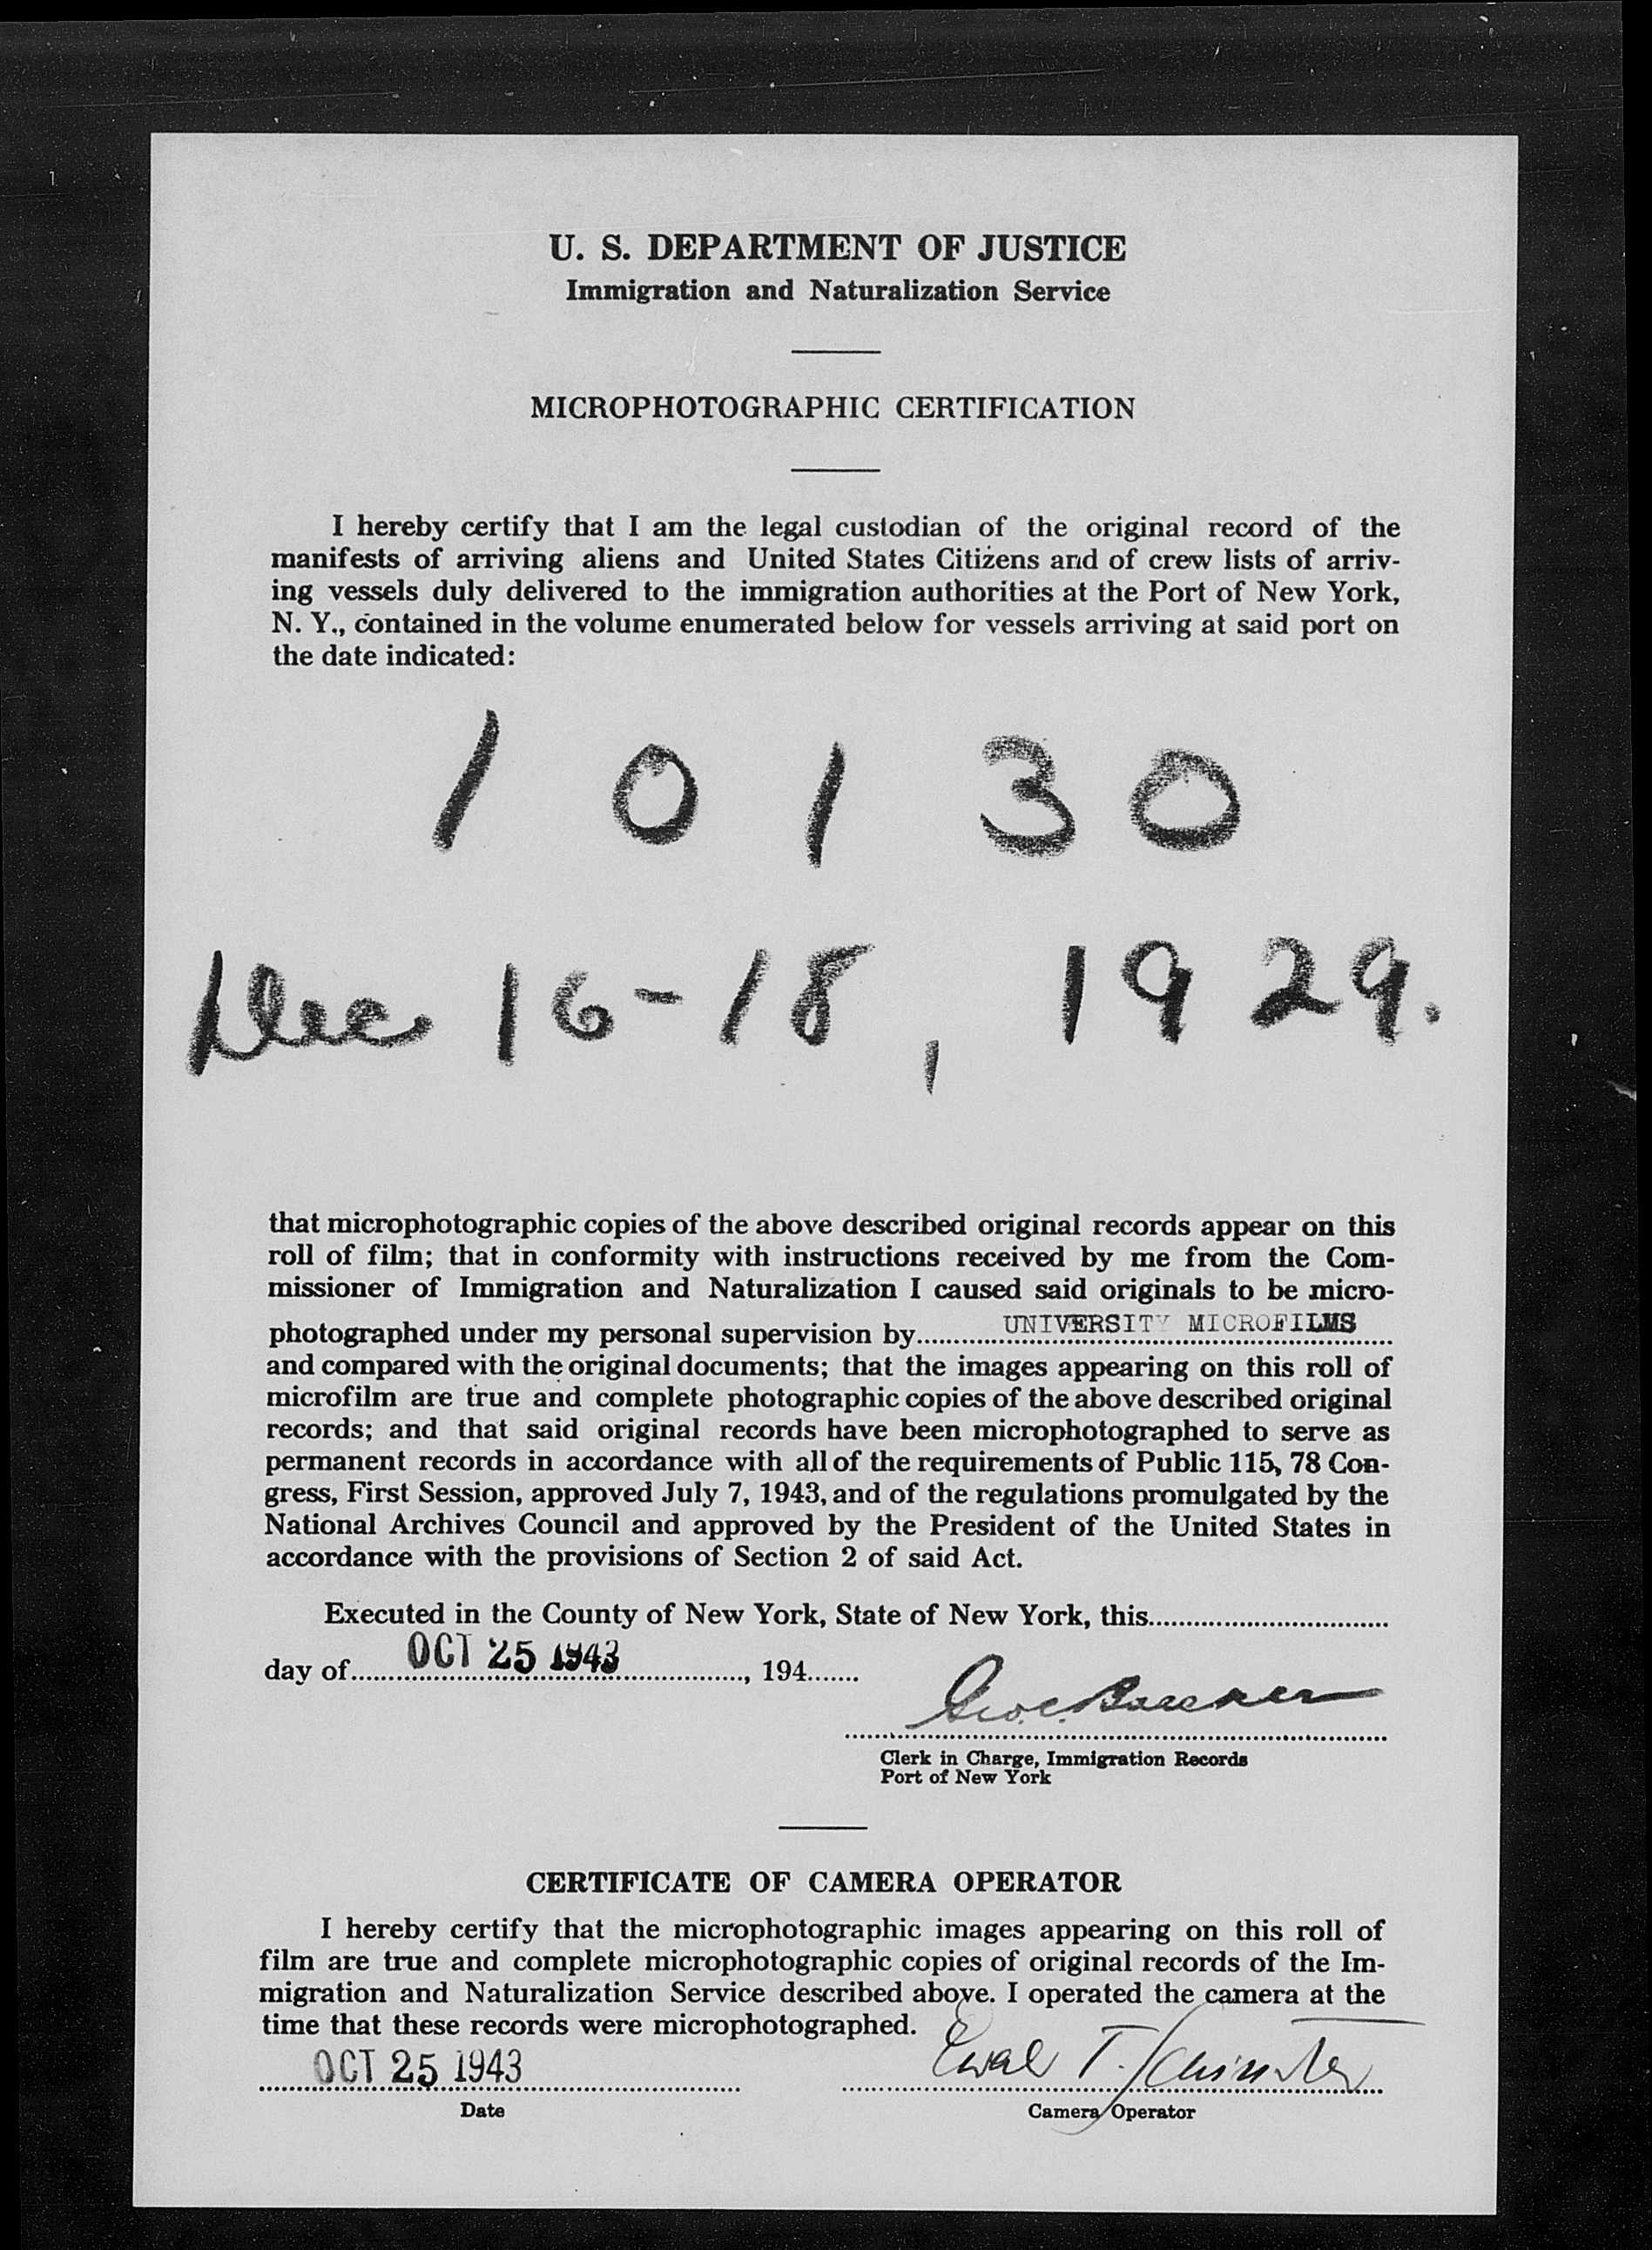 U. S. DEPARTMENT OF JUSTICE
Immigration and Naturalization Service
MICROPHOTOGRAPHIC CERTIFICATION
I hereby certify that I am the legal custodian of the original record of the
manifests of arriving aliens and United States Citizens and of crew lists of arriv-
ing vessels duly delivered to the immigration authorities at the Port of New York,
N. Y., contained in the volume enumerated below for vessels arriving at said port on
the date indicated:
10130
Dec 16-18, 1929.
that microphotographic copies of the above described original records appear on this
roll of film; that in conformity with instructions received by me from the Com-
missioner of Immigration and Naturalization I caused said originals to be micro-
photographed under my personal supervision by UNIVERSITY MICROFILMS
and compared with the original documents; that the images appearing on this roll of
microfilm are true and complete photographic copies of the above described original
records; and that said original records have been microphotographed to serve as
permanent records in accordance with all of the requirements of Public 115, 78 Con-
gress, First Session, approved July 7, 1943, and of the regulations promulgated by the
National Archives Council and approved by the President of the United States in
accordance with the provisions of Section 2 of said Act.
Executed in the County of New York, State of New York, this
day of OCT 25 1943, 194
Clerk in Charge, Immigration Records
Port of New York
CERTIFICATE OF CAMERA OPERATOR
I hereby certify that the microphotographic images appearing on this roll of
film are true and complete microphotographic copies of original records of the Im-
migration and Naturalization Service described above. I operated the camera at the
time that these records were microphotographed.
OCT 25 1943
Date
Camera Operator